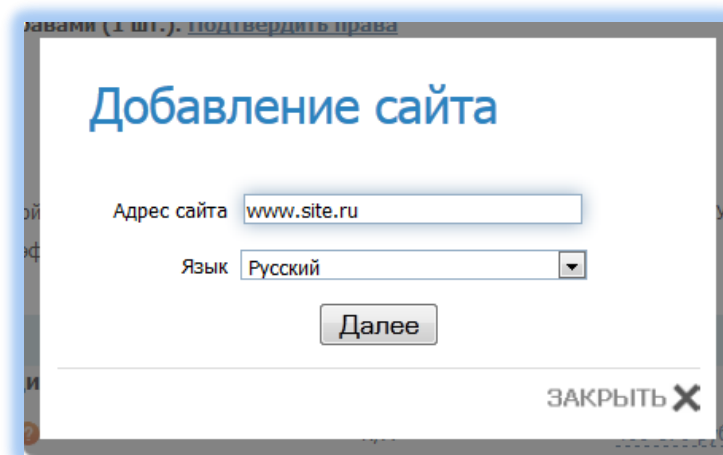 равами (1 шт.). Подтвердить права
Добавление сайта
Адрес сайта www.site.ru
Язык Русский
Далее
ЗАКРЫТЬ